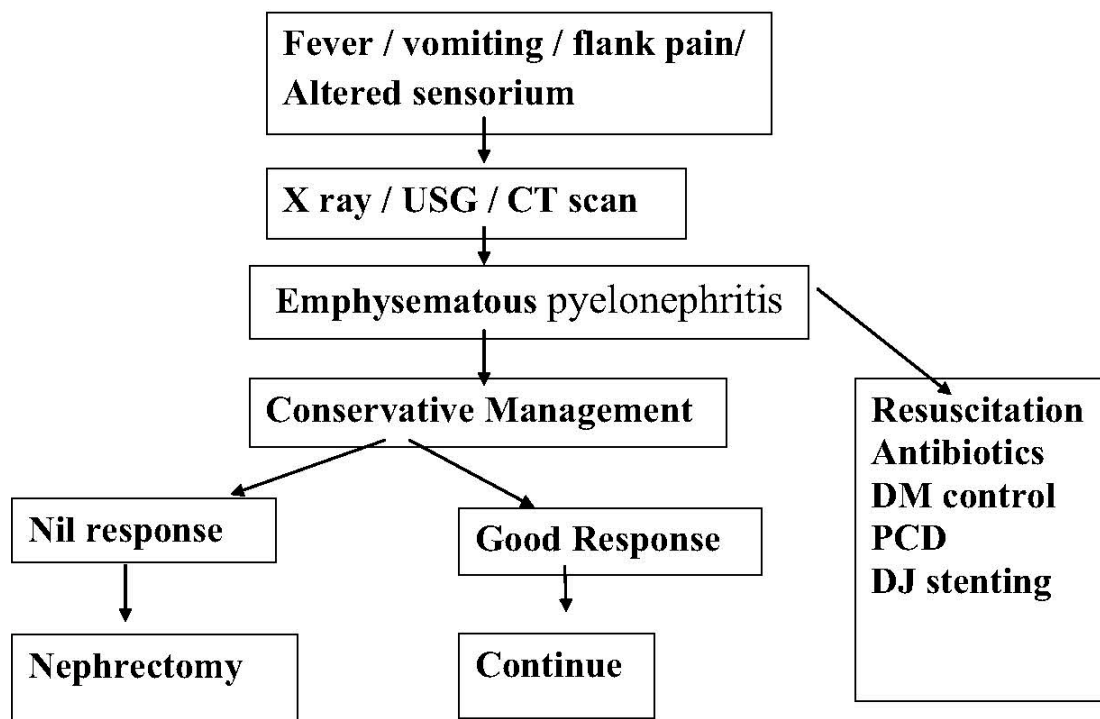 Fever / vomiting / flank pain/
Altered sensorium
X ray / USG / CT scan
Emphysematous pyelonephritis
Conservative Management
Resuscitation
Antibiotics
DM control
PCD
DJ stenting
Nil response
Good Response
Nephrectomy
Continue